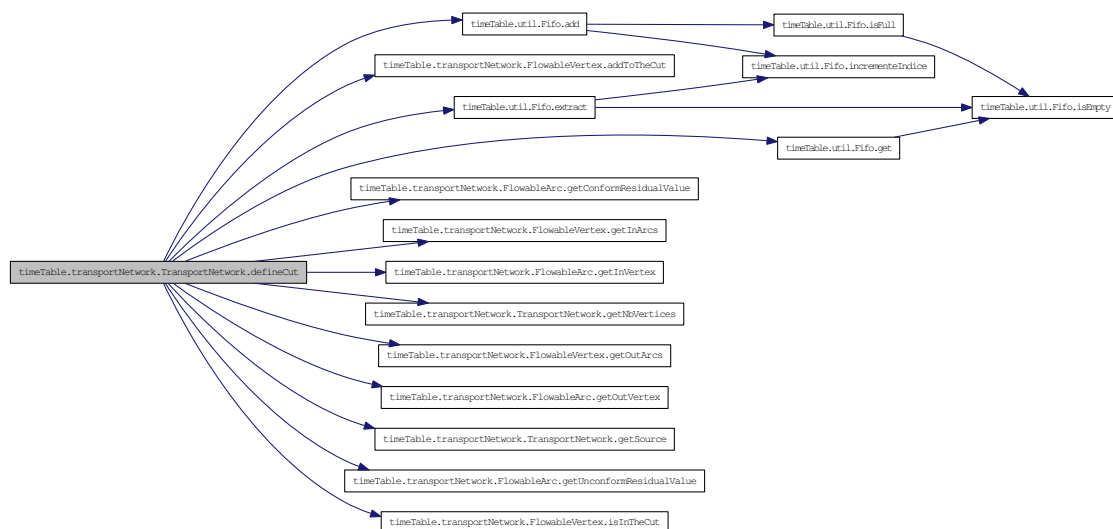 timeTable.util.Fifo.add
timeTable.util.Fifo.isFull
timeTable.transportNetwork.FlowableVertex.addToTheCut
timeTable.util.Fifo.incrementeIndice
timeTable.util.Fifo.extract
timeTable.util.Fifo.isEmpty
timeTable.util.Fifo.get
timeTable.transportNetwork.FlowableArc.getConformResidualValue
timeTable.transportNetwork.FlowableVertex.getInArcs
timeTable.transportNetwork.TransportNetwork.defineCut
timeTable.transportNetwork.FlowableArc.getInVertex
timeTable.transportNetwork.TransportNetwork.getNbVertices
timeTable.transportNetwork.FlowableVertex.getOutArcs
timeTable.transportNetwork.FlowableArc.getOutVertex
timeTable.transportNetwork.TransportNetwork.getSource
timeTable.transportNetwork.FlowableArc.getUnconformResidualValue
timeTable.transportNetwork.FlowableVertex.isInTheCut